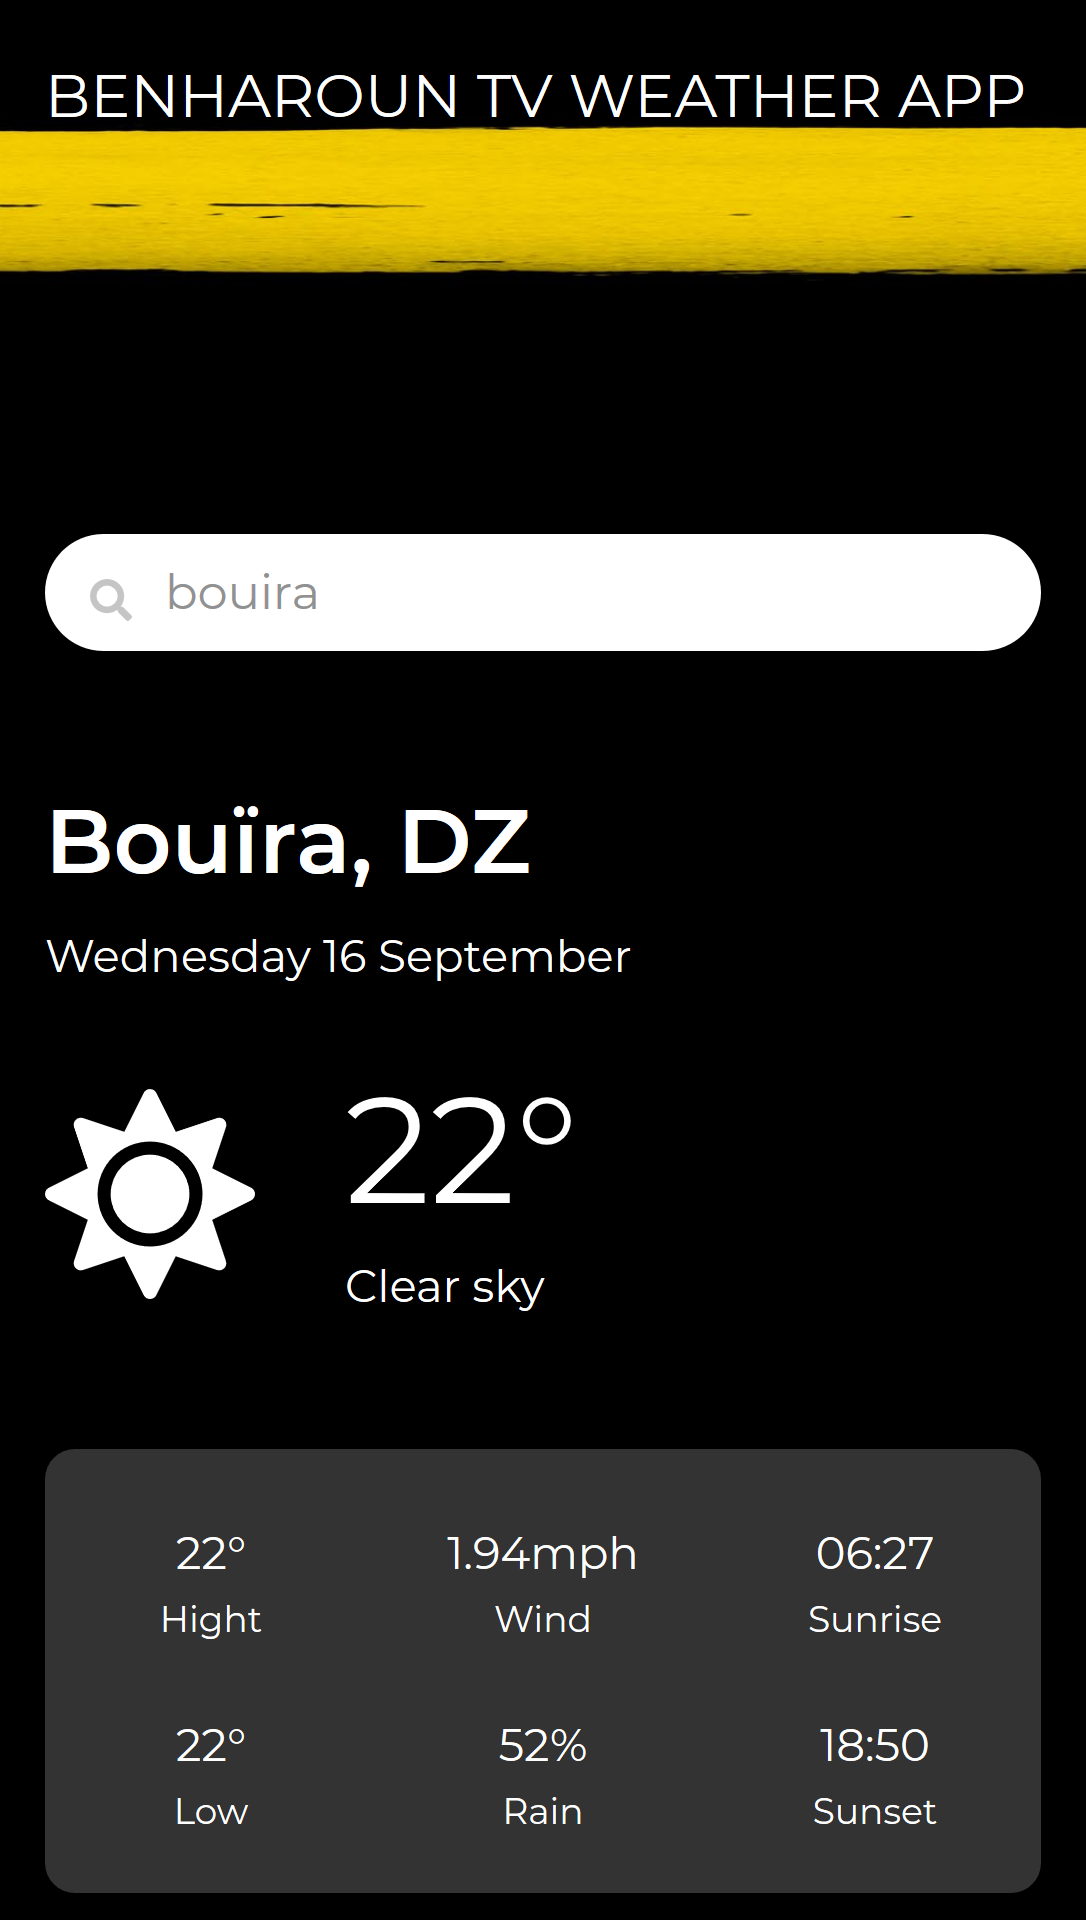 BENHAROUN TV WEATHER APP
bouira
Bouïra, DZ
Wednesday 16 September
22°
Clear sky
22° 1.94mph 06:27
Hight Wind Sunrise
22° 52% 18:50
Low Rain Sunset